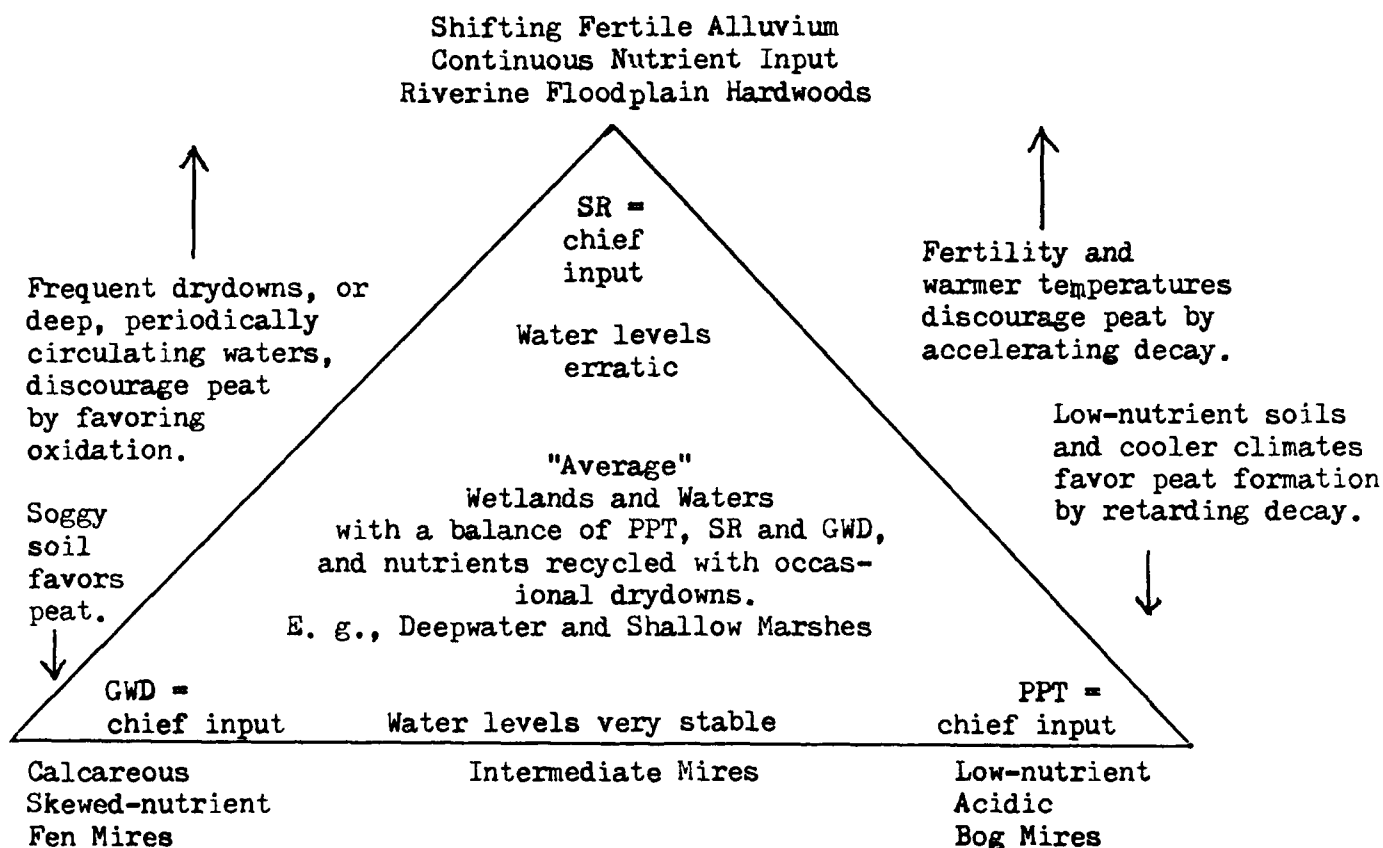 Shifting Fertile Alluvium
Continuous Nutrient Input
Riverine Floodplain Hardwoods
SR =
chief
input
Water levels
erratic
Frequent drydowns, or
deep, periodically
circulating waters,
discourage peat
by favoring
oxidation.
Fertility and
warmer temperatures
discourage peat by
accelerating decay.
Low-nutrient soils
and cooler climates
favor peat formation
by retarding decay.
Soggy
soil
favors
peat.
"Average"
Wetlands and Waters
with a balance of PPT, SR and GWD,
and nutrients recycled with occas-
ional drydowns.
E. g., Deepwater and Shallow Marshes
GWD =
chief input
Water levels very stable
PPT =
chief input
Calcareous
Skewed-nutrient
Fen Mires
Intermediate Mires
Low-nutrient
Acidic
Bog Mires